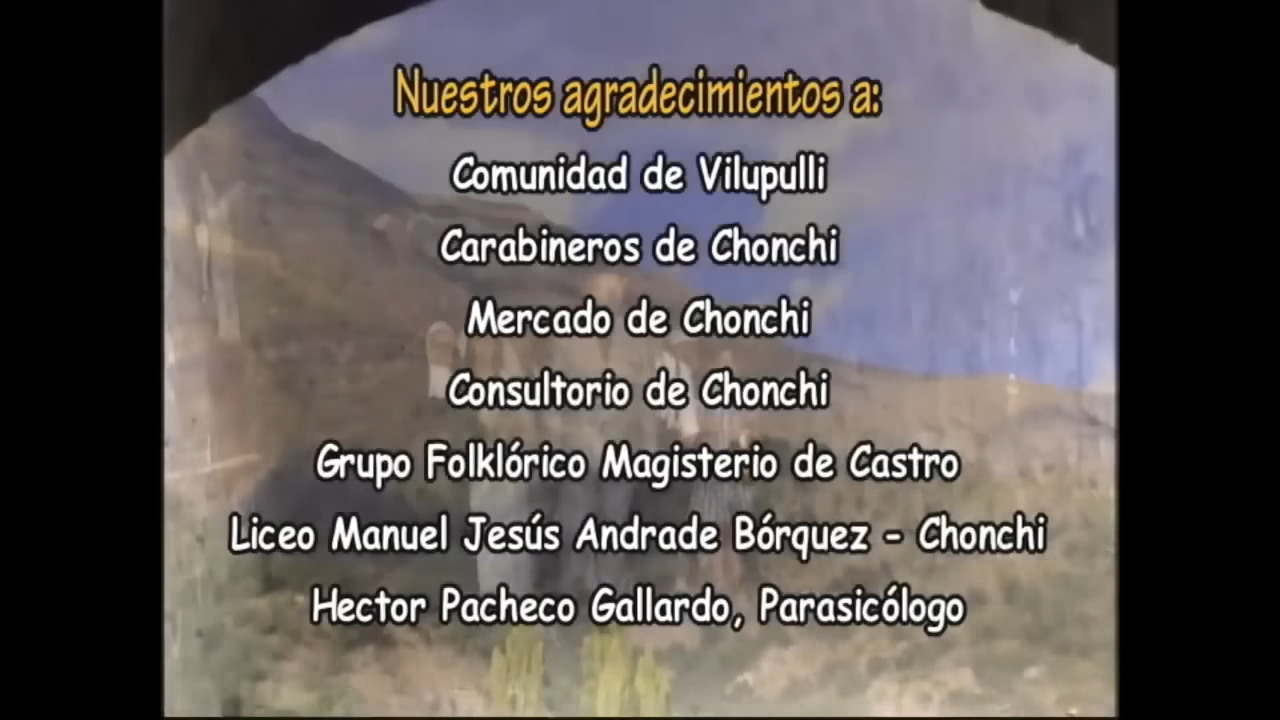 Nuestros agradecimientos a:
Comunidad de Vilupulli
Carabineros de Chonchi
Mercado de Chonchi
Consultorio de Chonchi
Grupo Folklórico Magisterio de Castro
Liceo Manuel Jesús Andrade Bórquez - Chonchi
Hector Pacheco Gallardo, Parasicólogo